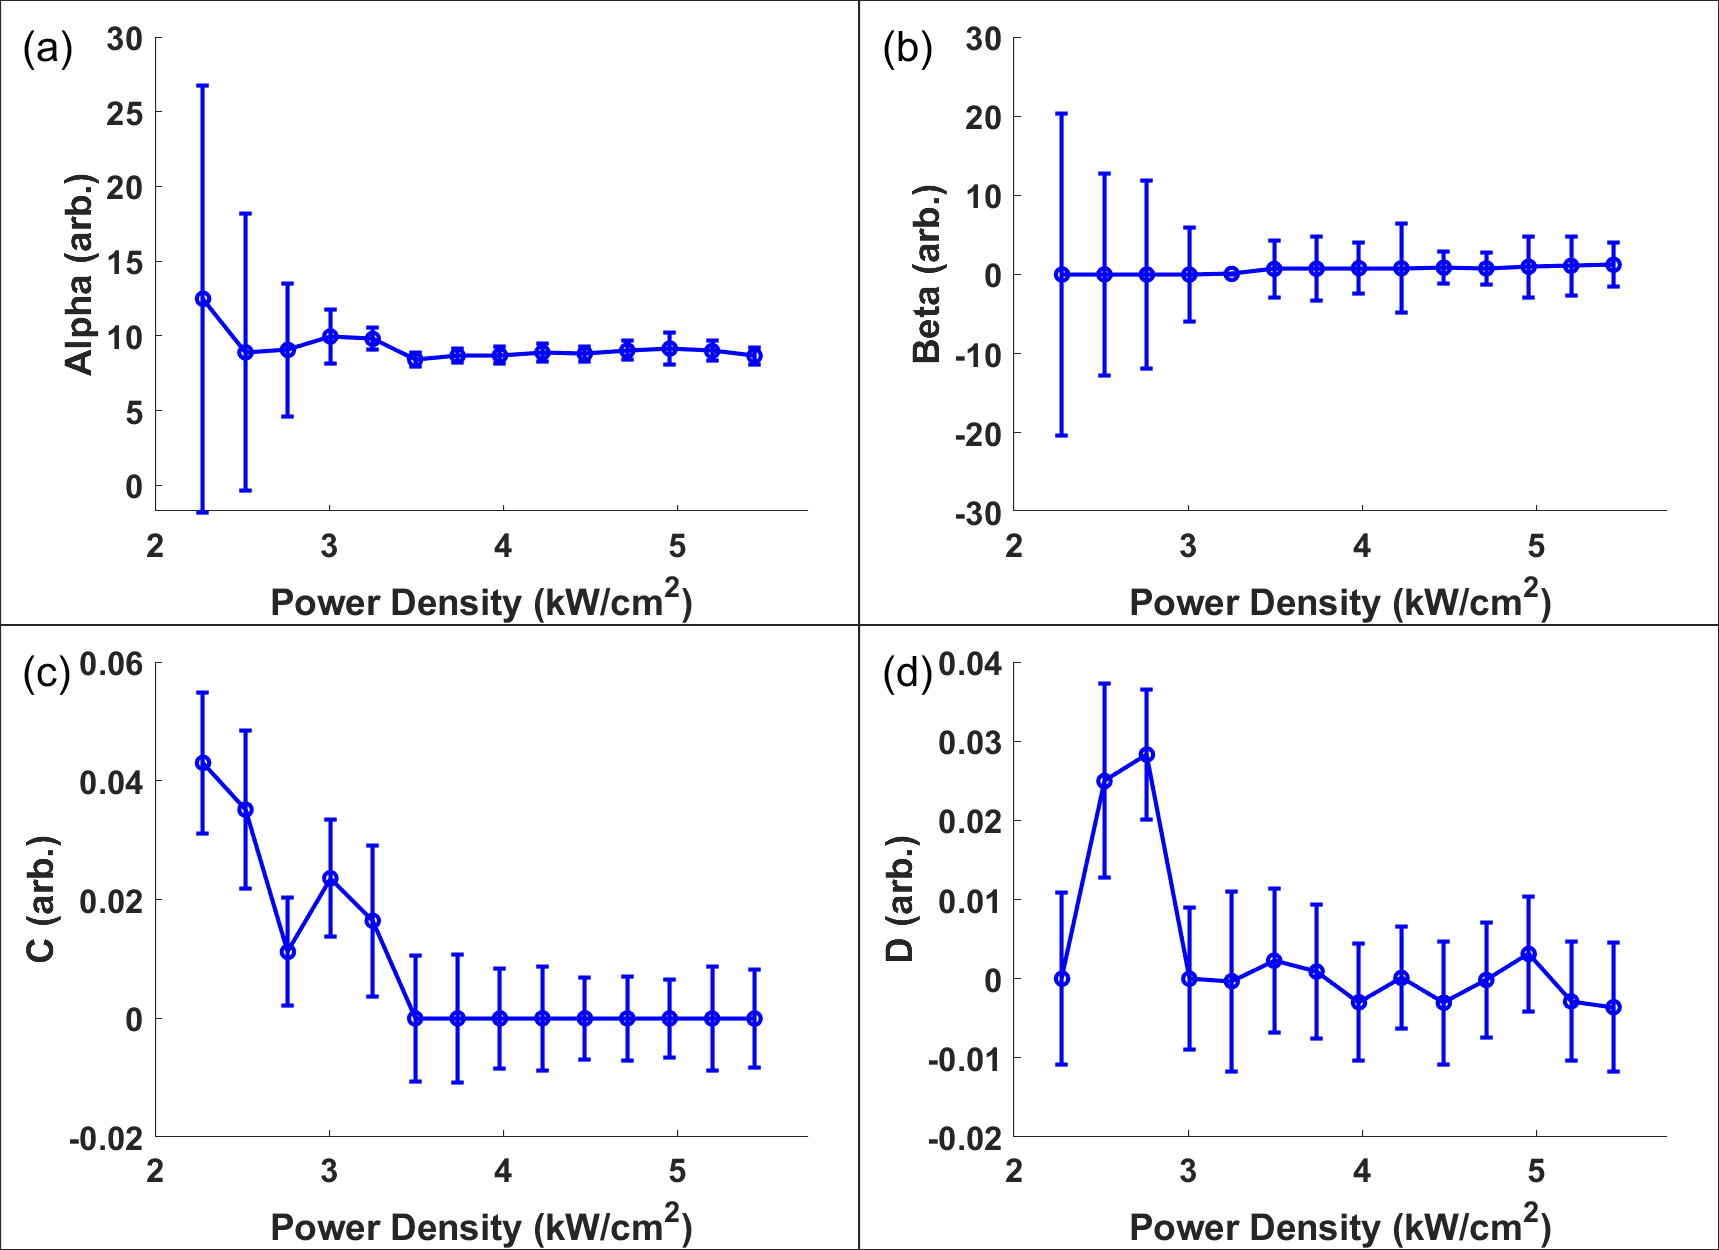 (a)
30
25
20
15
10
5
0
Alpha (arb.)
2 3 4 5
Power Density (kW/cm²)
(b)
30
20
10
0
-10
-20
-30
Beta (arb.)
2 3 4 5
Power Density (kW/cm²)
(c)
0.06
0.04
0.02
0
-0.02
C (arb.)
2 3 4 5
Power Density (kW/cm²)
(d)
0.04
0.03
0.02
0.01
0
-0.01
-0.02
D (arb.)
2 3 4 5
Power Density (kW/cm²)